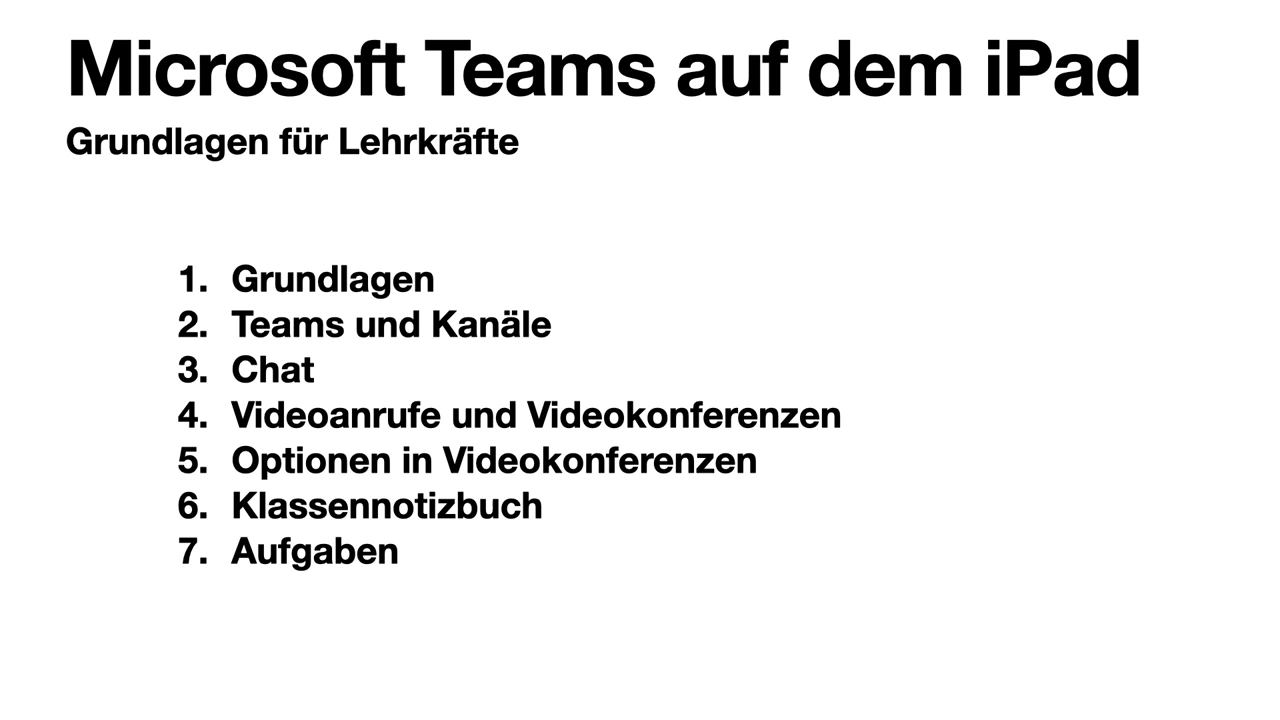 Microsoft Teams auf dem iPad
Grundlagen für Lehrkräfte
1. Grundlagen
2. Teams und Kanäle
3. Chat
4. Videoanrufe und Videokonferenzen
5. Optionen in Videokonferenzen
6. Klassennotizbuch
7. Aufgaben